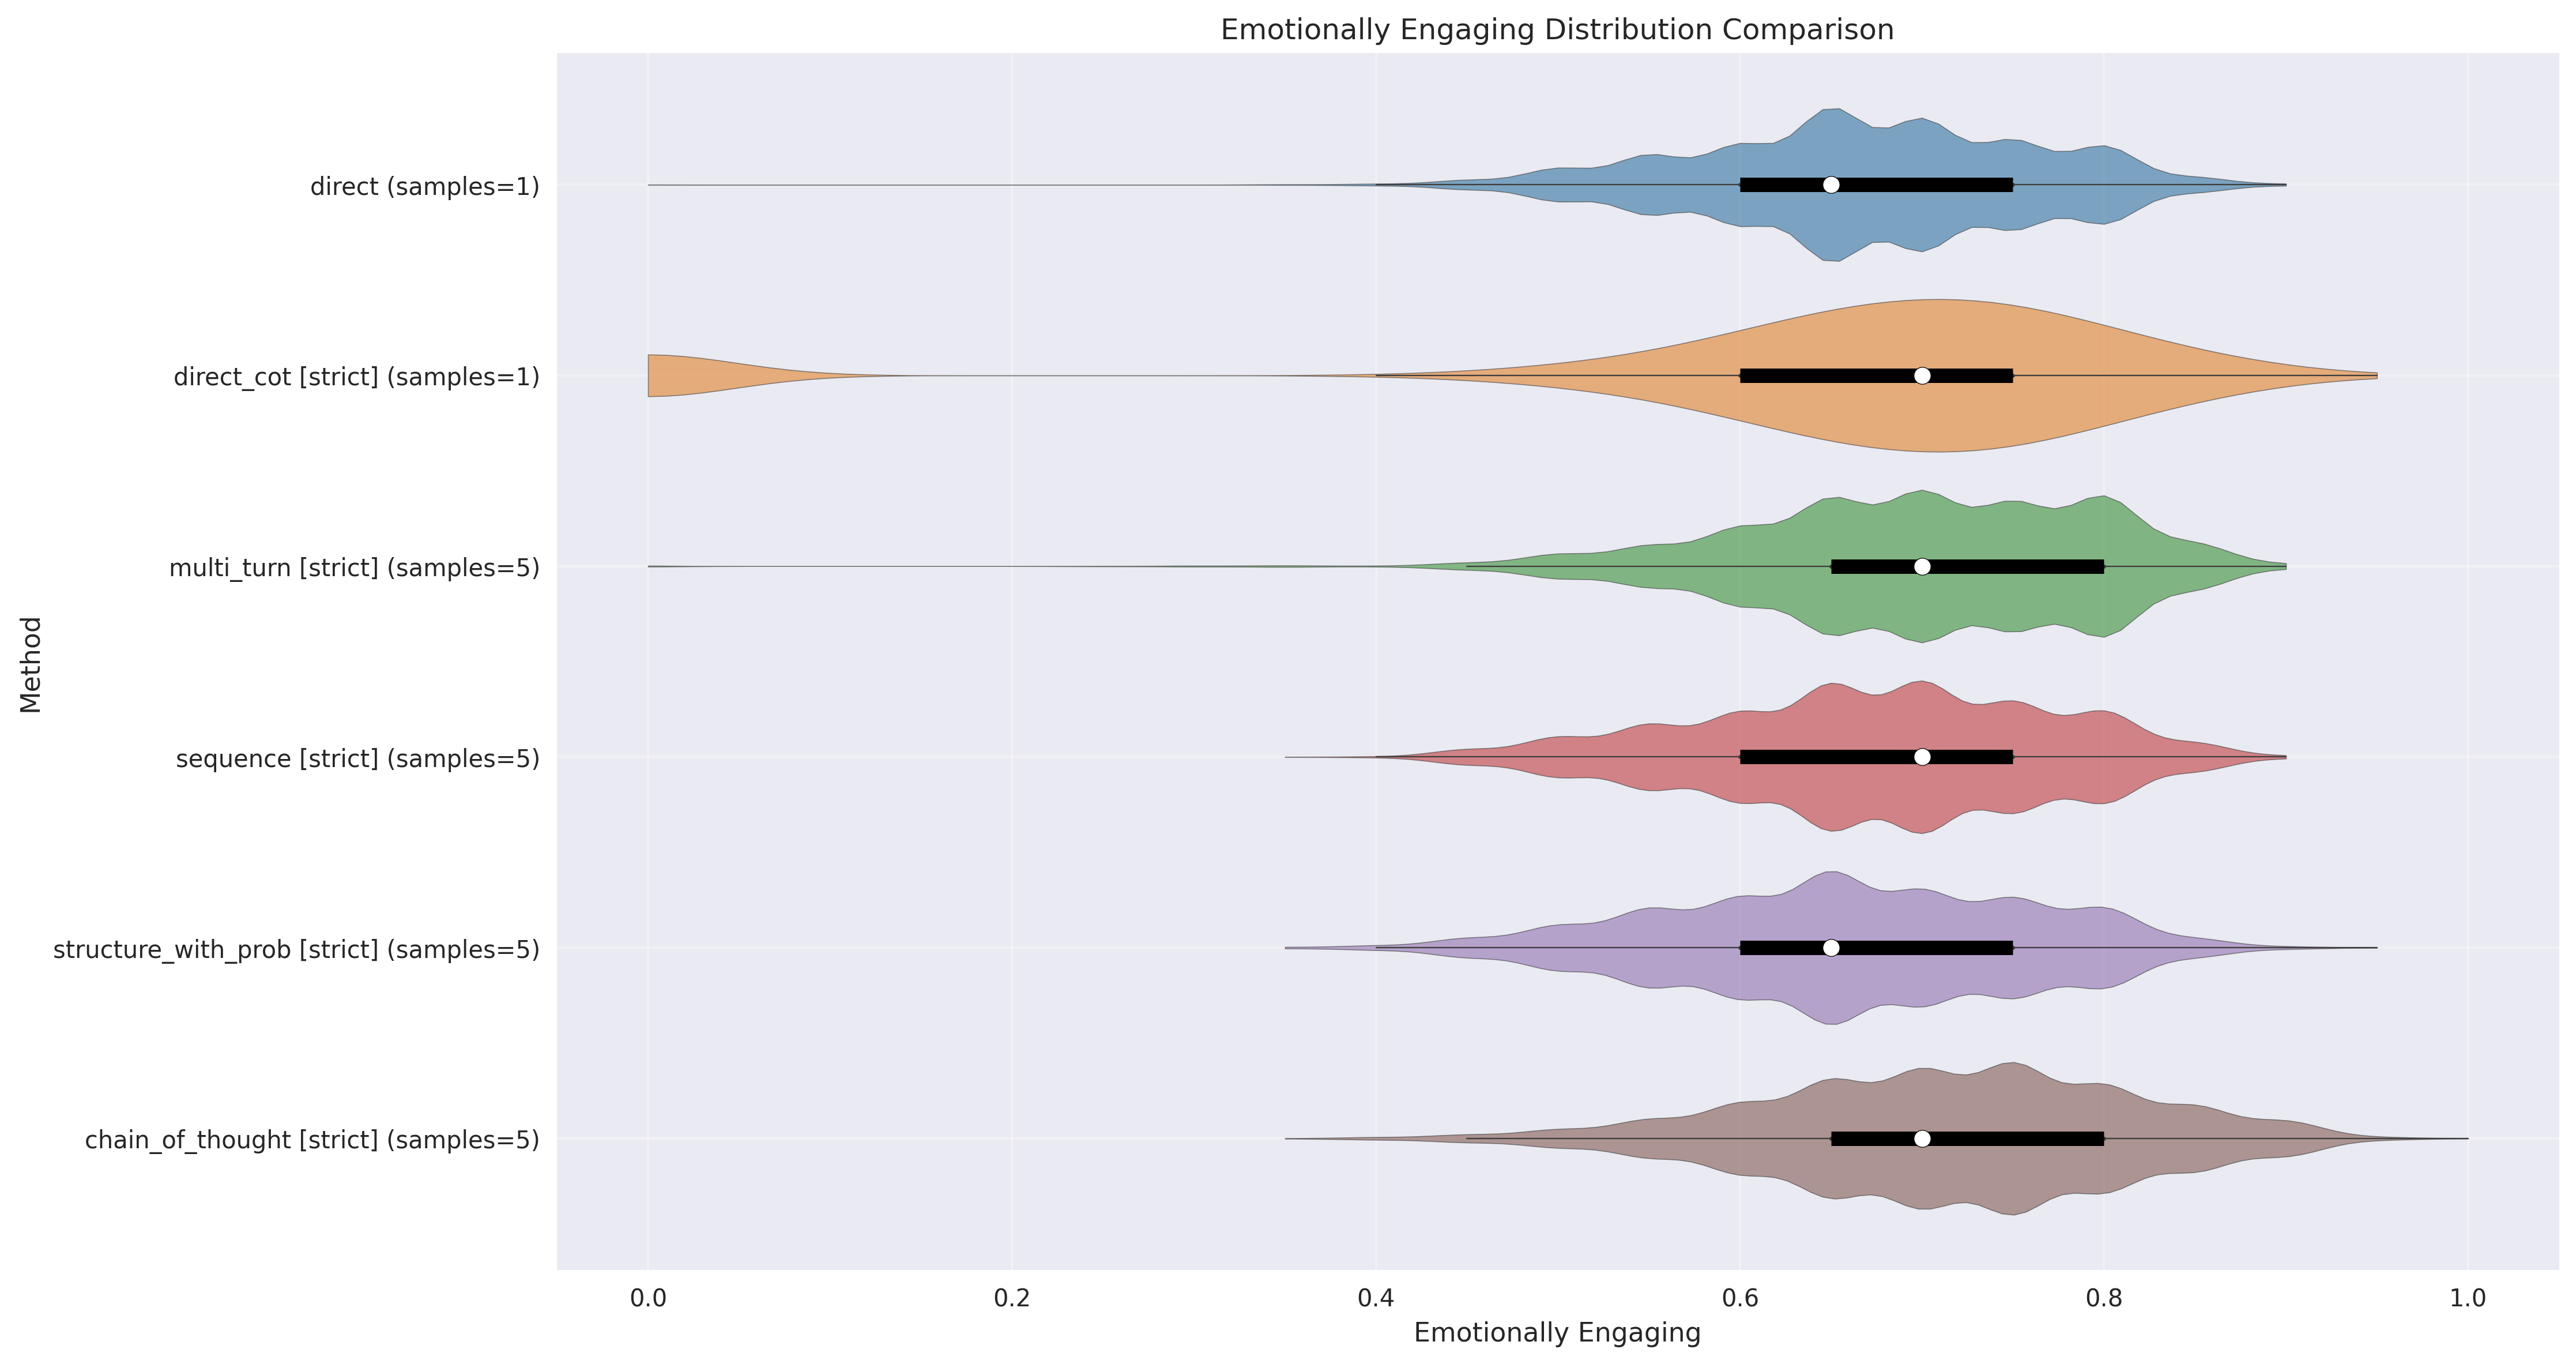 Emotionally Engaging Distribution Comparison
direct (samples=1)
direct_cot [strict] (samples=1)
multi_turn [strict] (samples=5)
sequence [strict] (samples=5)
structure_with_prob [strict] (samples=5)
chain_of_thought [strict] (samples=5)
Method
0.0 0.2 0.4 0.6 0.8 1.0
Emotionally Engaging